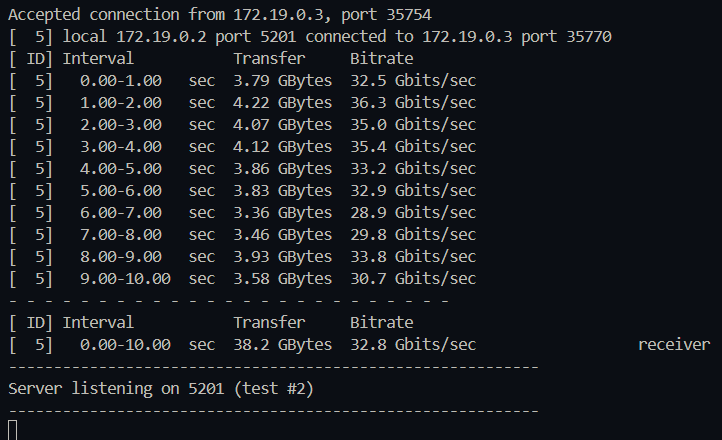 Accepted connection from 172.19.0.3, port 35754
[  5] local 172.19.0.2 port 5201 connected to 172.19.0.3 port 35770
[ ID] Interval           Transfer     Bitrate
[  5]   0.00-1.00   sec  3.79 GBytes  32.5 Gbits/sec
[  5]   1.00-2.00   sec  4.22 GBytes  36.3 Gbits/sec
[  5]   2.00-3.00   sec  4.07 GBytes  35.0 Gbits/sec
[  5]   3.00-4.00   sec  4.12 GBytes  35.4 Gbits/sec
[  5]   4.00-5.00   sec  3.86 GBytes  33.2 Gbits/sec
[  5]   5.00-6.00   sec  3.83 GBytes  32.9 Gbits/sec
[  5]   6.00-7.00   sec  3.36 GBytes  28.9 Gbits/sec
[  5]   7.00-8.00   sec  3.46 GBytes  29.8 Gbits/sec
[  5]   8.00-9.00   sec  3.93 GBytes  33.8 Gbits/sec
[  5]   9.00-10.00  sec  3.58 GBytes  30.7 Gbits/sec
- - - - - - - - - - - - - - - - - - - - - - - - -
[ ID] Interval           Transfer     Bitrate
[  5]   0.00-10.00  sec  38.2 GBytes  32.8 Gbits/sec                  receiver
-----------------------------------------------------------
Server listening on 5201 (test #2)
-----------------------------------------------------------